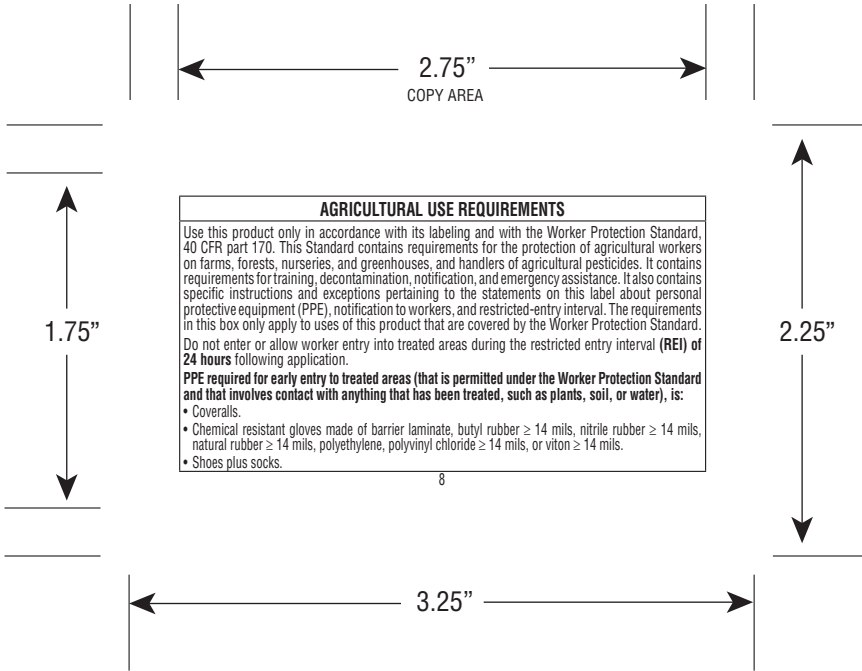 2.75”
COPY AREA
AGRICULTURAL USE REQUIREMENTS
Use this product only in accordance with its labeling and with the Worker Protection Standard,
40 CFR part 170. This Standard contains requirements for the protection of agricultural workers
on farms, forests, nurseries, and greenhouses, and handlers of agricultural pesticides. It contains
requirements for training, decontamination, notification, and emergency assistance. It also contains
specific instructions and exceptions pertaining to the statements on this label about personal
protective equipment (PPE), notification to workers, and restricted-entry interval. The requirements
in this box only apply to uses of this product that are covered by the Worker Protection Standard.
Do not enter or allow worker entry into treated areas during the restricted entry interval (REI) of
24 hours following application.
PPE required for early entry to treated areas (that is permitted under the Worker Protection Standard
and that involves contact with anything that has been treated, such as plants, soil, or water), is:
• Coveralls.
• Chemical resistant gloves made of barrier laminate, butyl rubber ≥ 14 mils, nitrile rubber ≥ 14 mils,
natural rubber ≥ 14 mils, polyethylene, polyvinyl chloride ≥ 14 mils, or viton ≥ 14 mils.
• Shoes plus socks.
8
1.75”
2.25”
3.25”